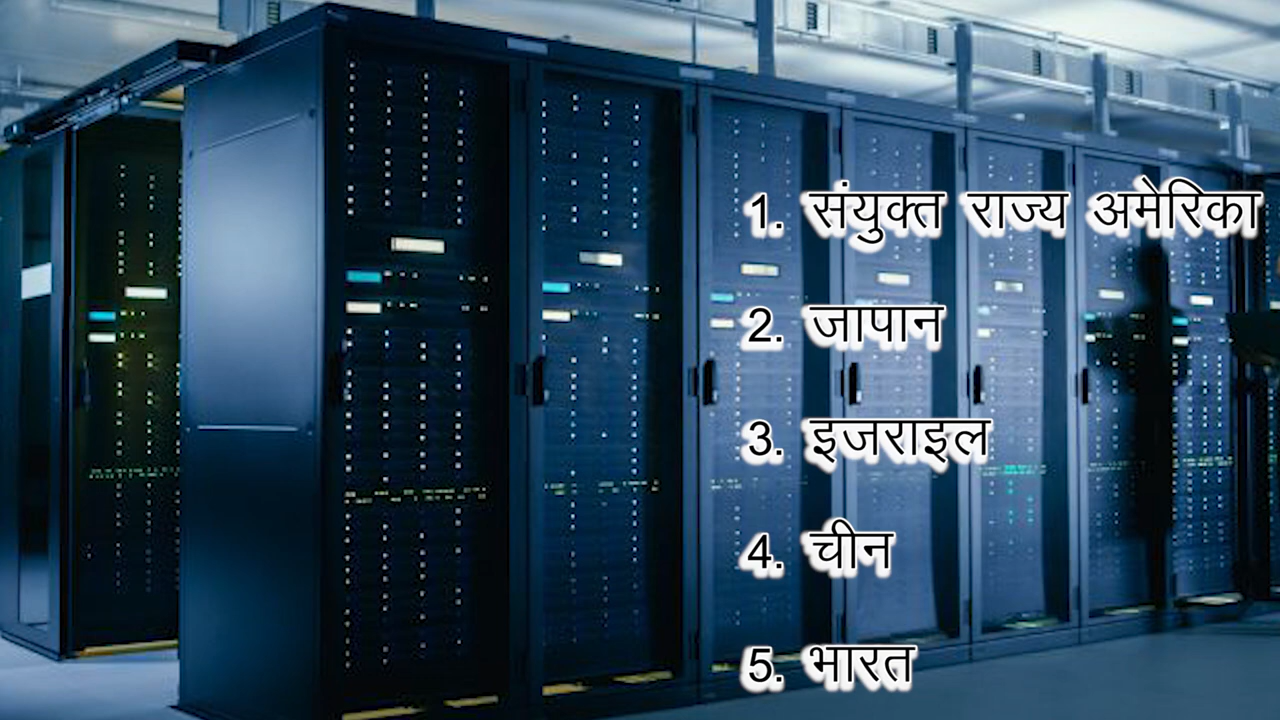 1. संयुक्त राज्य अमेरिका
2. जापान
3. इजराइल
4. चीन
5. भारत